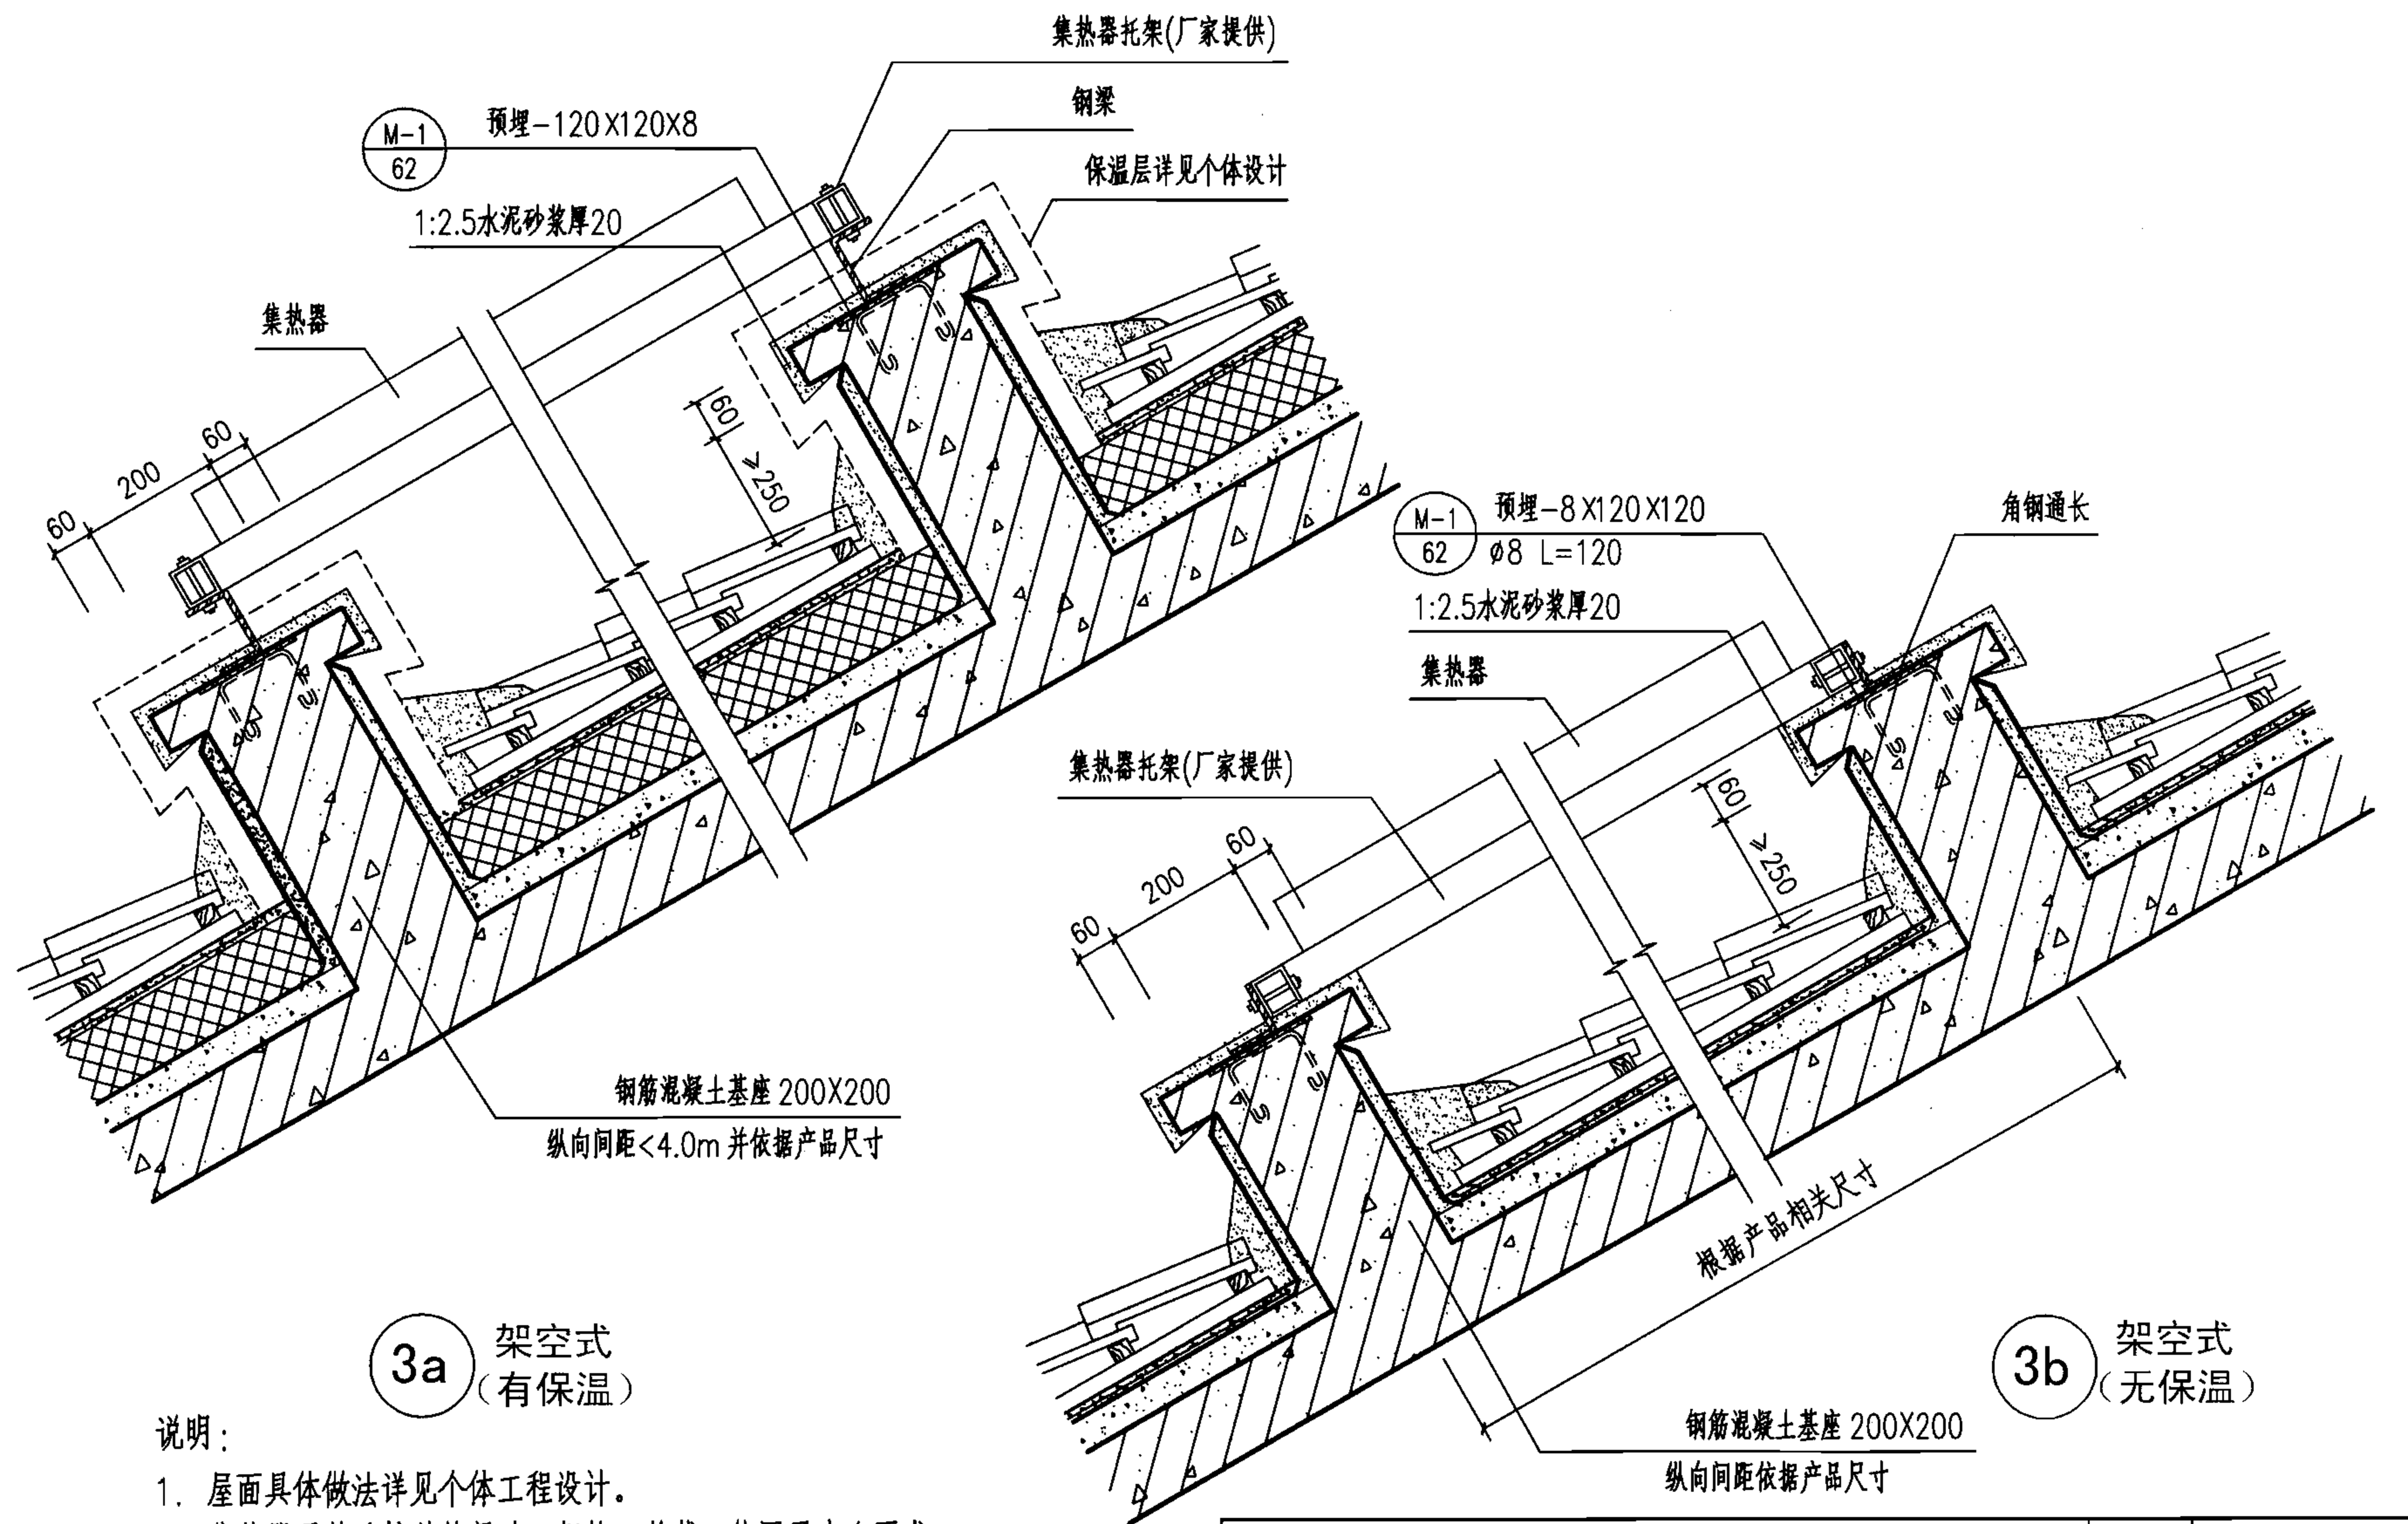 集热器托架(厂家提供)
钢梁
保温层详见个体设计
M-1
62
预埋-120X120X8
1:2.5水泥砂浆厚20
集热器
60
200
60
60
≥250
钢筋混凝土基座 200X200
纵向间距<4.0m 并依据产品尺寸
3a
架空式
(有保温)
M-1
62
预埋-8X120X120
ø8 L=120
角钢通长
1:2.5水泥砂浆厚20
集热器
集热器托架(厂家提供)
60
200
60
60
≥250
根据产品相关尺寸
钢筋混凝土基座 200X200
纵向间距依据产品尺寸
3b
架空式
(无保温)
说明:
1. 屋面具体做法详见个体工程设计。